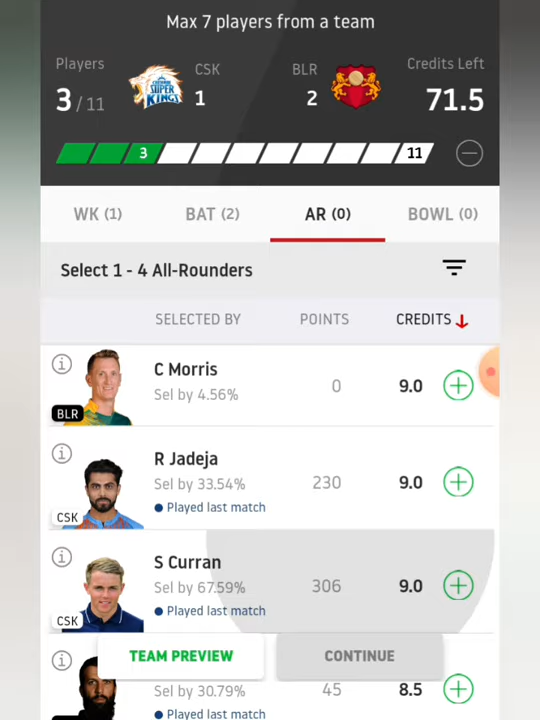 Max 7 players from a team
Players
CSK
BLR
Credits Left
3 / 11
CHENNAI
SUPER
KINGS
1
2
71.5
3
11
WK (1)
BAT (2)
AR (0)
BOWL (0)
Select 1 - 4 All-Rounders
SELECTED BY
POINTS
CREDITS
C Morris
Sel by 4.56%
0
9.0
BLR
R Jadeja
Sel by 33.54%
230
9.0
Played last match
CSK
S Curran
Sel by 67.59%
306
9.0
Played last match
CSK
TEAM PREVIEW
CONTINUE
Sel by 30.79%
45
8.5
Played last match